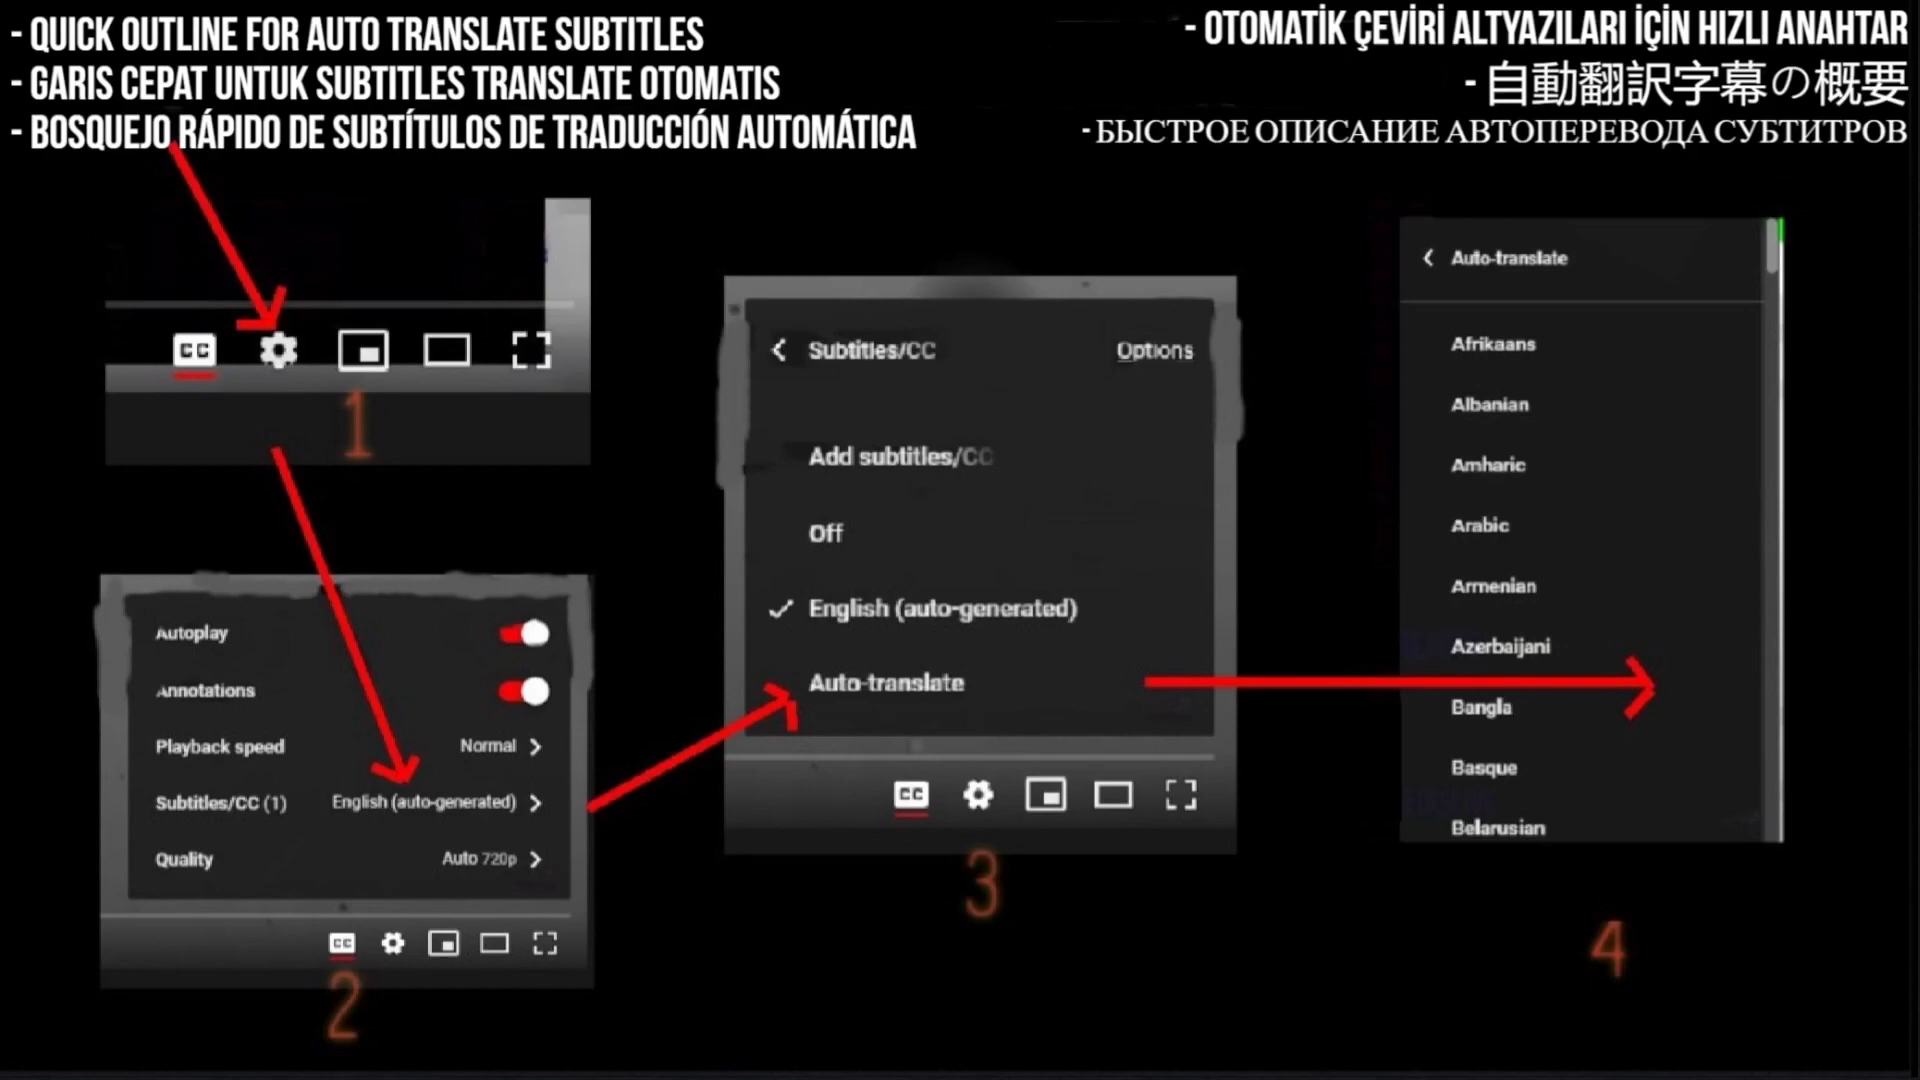 - QUICK OUTLINE FOR AUTO TRANSLATE SUBTITLES
- GARIS CEPAT UNTUK SUBTITLES TRANSLATE OTOMATIS
- BOSQUEJO RÁPIDO DE SUBTÍTULOS DE TRADUCCIÓN AUTOMÁTICA
- OTOMATİK ÇEVİRİ ALTYAZILARI İÇİN HIZLI ANAHTAR
- 自動翻訳字幕の概要
- БЫСТРОЕ ОПИСАНИЕ АВТОПЕРЕВОДА СУБТИТРОВ
CC
1
Autoplay
Annotations
Playback speed Normal
Subtitles/CC (1) English (auto-generated)
Quality Auto 720p
CC
2
Subtitles/CC Options
Add subtitles/CC
Off
English (auto-generated)
Auto-translate
CC
3
Auto-translate
Afrikaans
Albanian
Amharic
Arabic
Armenian
Azerbaijani
Bangla
Basque
Belarusian
4